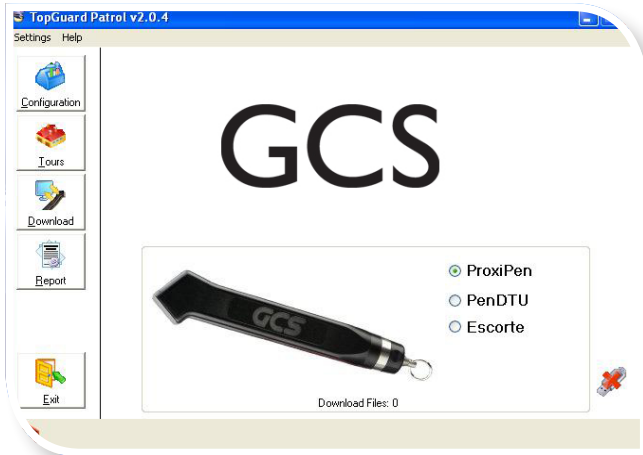 TopGuard Patrol v2.0.4
Settings Help
Configuration
Tours
Download
Report
Exit
GCS
GCS
ProxiPen
PenDTU
Escorte
Download Files: 0